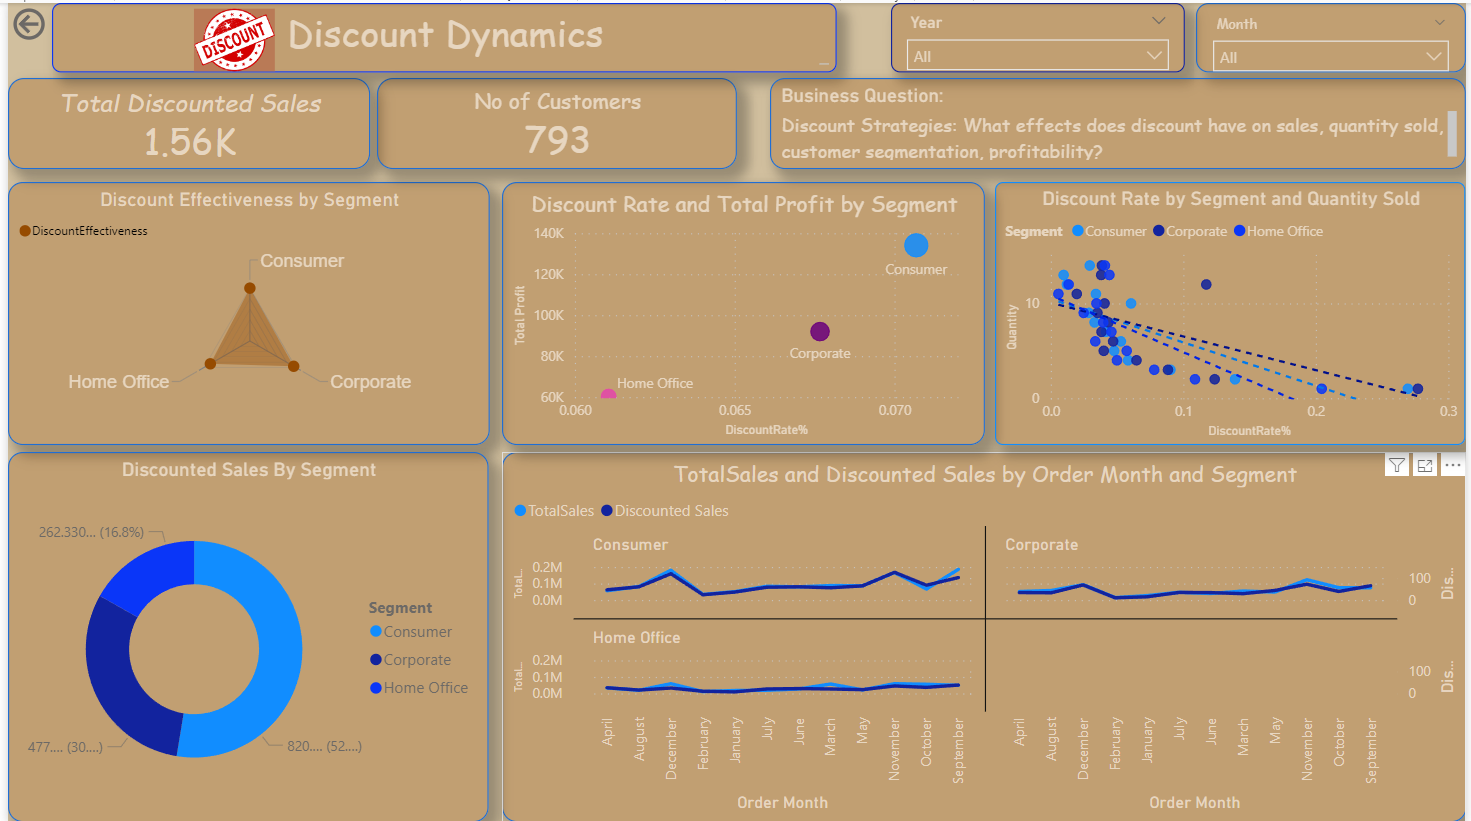 DISCOUNT
Discount Dynamics
Year
All
Month
All
Total Discounted Sales
1.56K
No of Customers
793
Business Question:
Discount Strategies: What effects does discount have on sales, quantity sold,
customer segmentation, profitability?
Discount Effectiveness by Segment
DiscountEffectiveness
Consumer
Home Office
Corporate
Discount Rate and Total Profit by Segment
Total Profit
140K
120K
100K
80K
60K
Consumer
Corporate
Home Office
0.060
0.065
0.070
DiscountRate%
Discount Rate by Segment and Quantity Sold
Segment Consumer Corporate Home Office
Quantity
10
0
0.0
0.1
0.2
0.3
DiscountRate%
Discounted Sales By Segment
262.330... (16.8%)
477.... (30....)
820.... (52....)
Segment
Consumer
Corporate
Home Office
TotalSales and Discounted Sales by Order Month and Segment
TotalSales Discounted Sales
Consumer
Total...
0.2M
0.1M
0.0M
Corporate
100
0
Dis...
Home Office
Total...
0.2M
0.1M
0.0M
100
0
Dis...
April
August
December
February
January
July
June
March
May
November
October
September
Order Month
April
August
December
February
January
July
June
March
May
November
October
September
Order Month